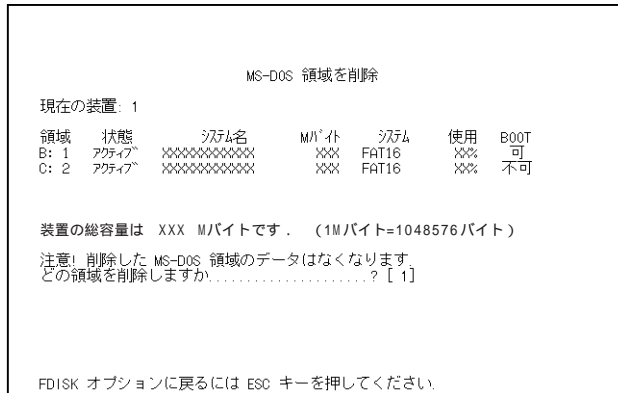 MS-DOS 領域を削除
現在の装置: 1
領域 状態 ｼｽﾃﾑ名 Mﾊﾞｲﾄ ｼｽﾃﾑ 使用 BOOT
B: 1 ｱｸﾃｨﾌﾞ XXXXXXXXXXX XXX FAT16 XX% 可
C: 2 ｱｸﾃｨﾌﾞ XXXXXXXXXXX XXX FAT16 XX% 不可
装置の総容量は XXX Mバイトです． (1Mバイト=1048576バイト)
注意! 削除した MS-DOS 領域のデータはなくなります.
どの領域を削除しますか.....................? [ 1]
FDISK オプションに戻るには ESC キーを押してください.